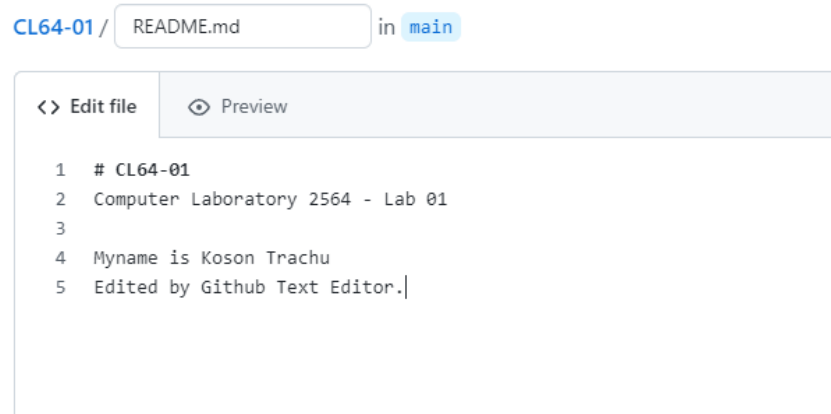 CL64-01 / README.md in main
<> Edit file Preview
1 # CL64-01
2 Computer Laboratory 2564 - Lab 01
3
4 Myname is Koson Trachu
5 Edited by Github Text Editor.